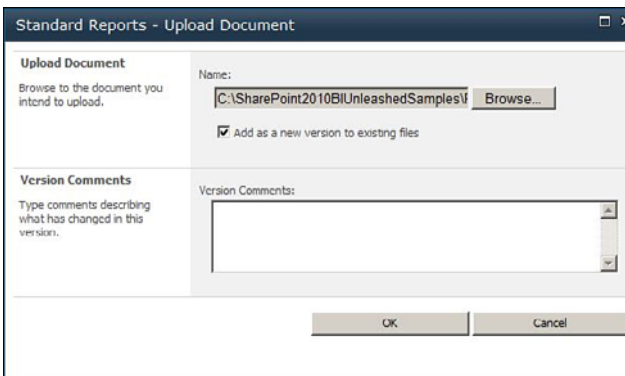 Standard Reports - Upload Document
Upload Document
Browse to the document you
intend to upload.
Name:
C:\SharePoint2010BIUnleashedSamples\
Browse...
Add as a new version to existing files
Version Comments
Type comments describing
what has changed in this
version.
Version Comments:
OK
Cancel